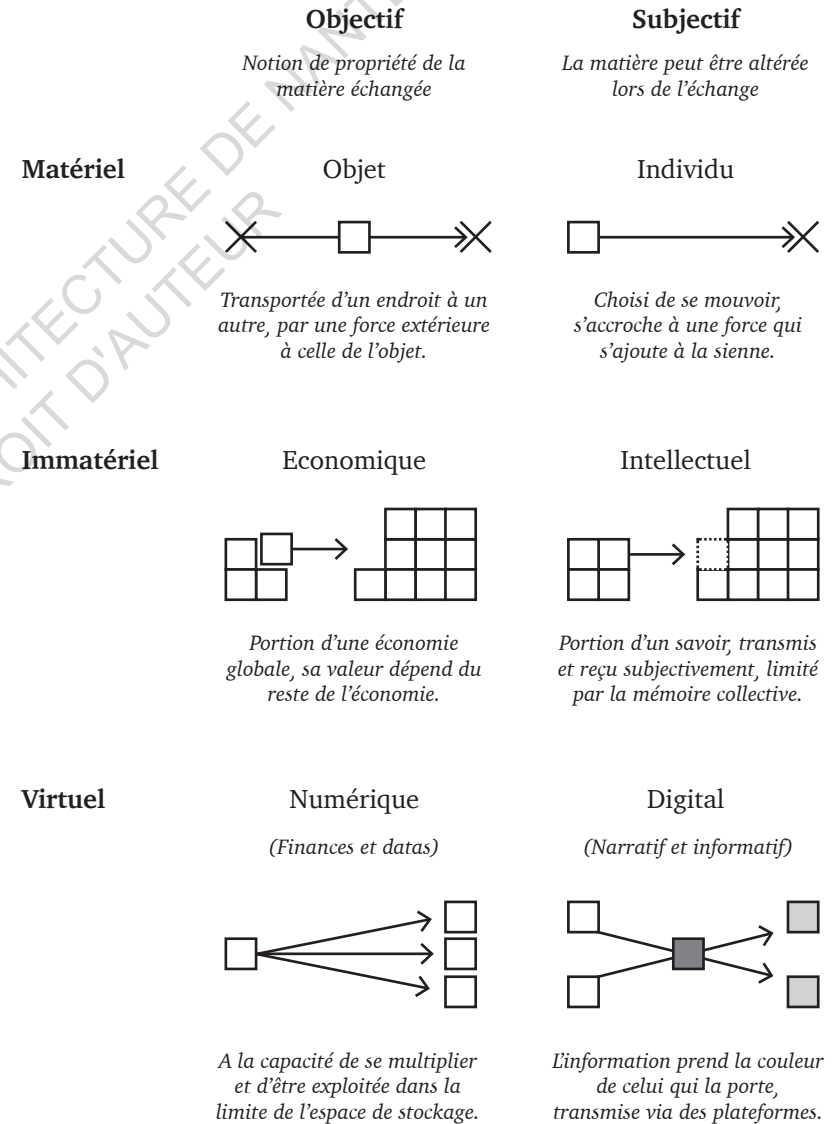 Objectif
Subjectif
Notion de propriété de la
matière échangée
La matière peut être altérée
lors de l'échange
Matériel
Objet
Individu
Transportée d'un endroit à un
autre, par une force extérieure
à celle de l'objet.
Choisi de se mouvoir,
s'accroche à une force qui
s'ajoute à la sienne.
Immatériel
Economique
Intellectuel
Portion d'une économie
globale, sa valeur dépend du
reste de l'économie.
Portion d'un savoir, transmis
et reçu subjectivement, limité
par la mémoire collective.
Virtuel
Numérique
Digital
(Finances et datas)
(Narratif et informatif)
A la capacité de se multiplier
et d'être exploitée dans la
limite de l'espace de stockage.
L'information prend la couleur
de celui qui la porte,
transmise via des plateformes.
DE
D'AUTEUR